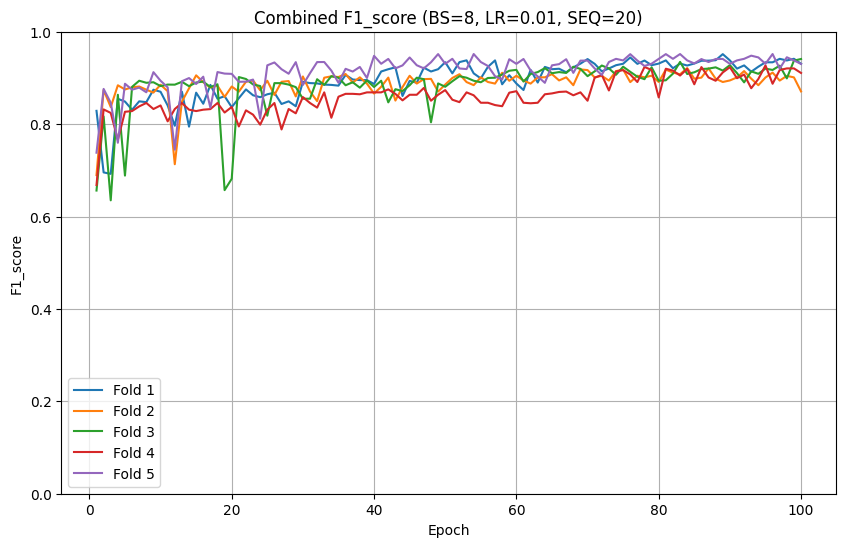 Combined F1_score (BS=8, LR=0.01, SEQ=20)
1.0
0.8
0.6
0.4
0.2
0.0
F1_score
Fold 1
Fold 2
Fold 3
Fold 4
Fold 5
0 20 40 60 80 100
Epoch